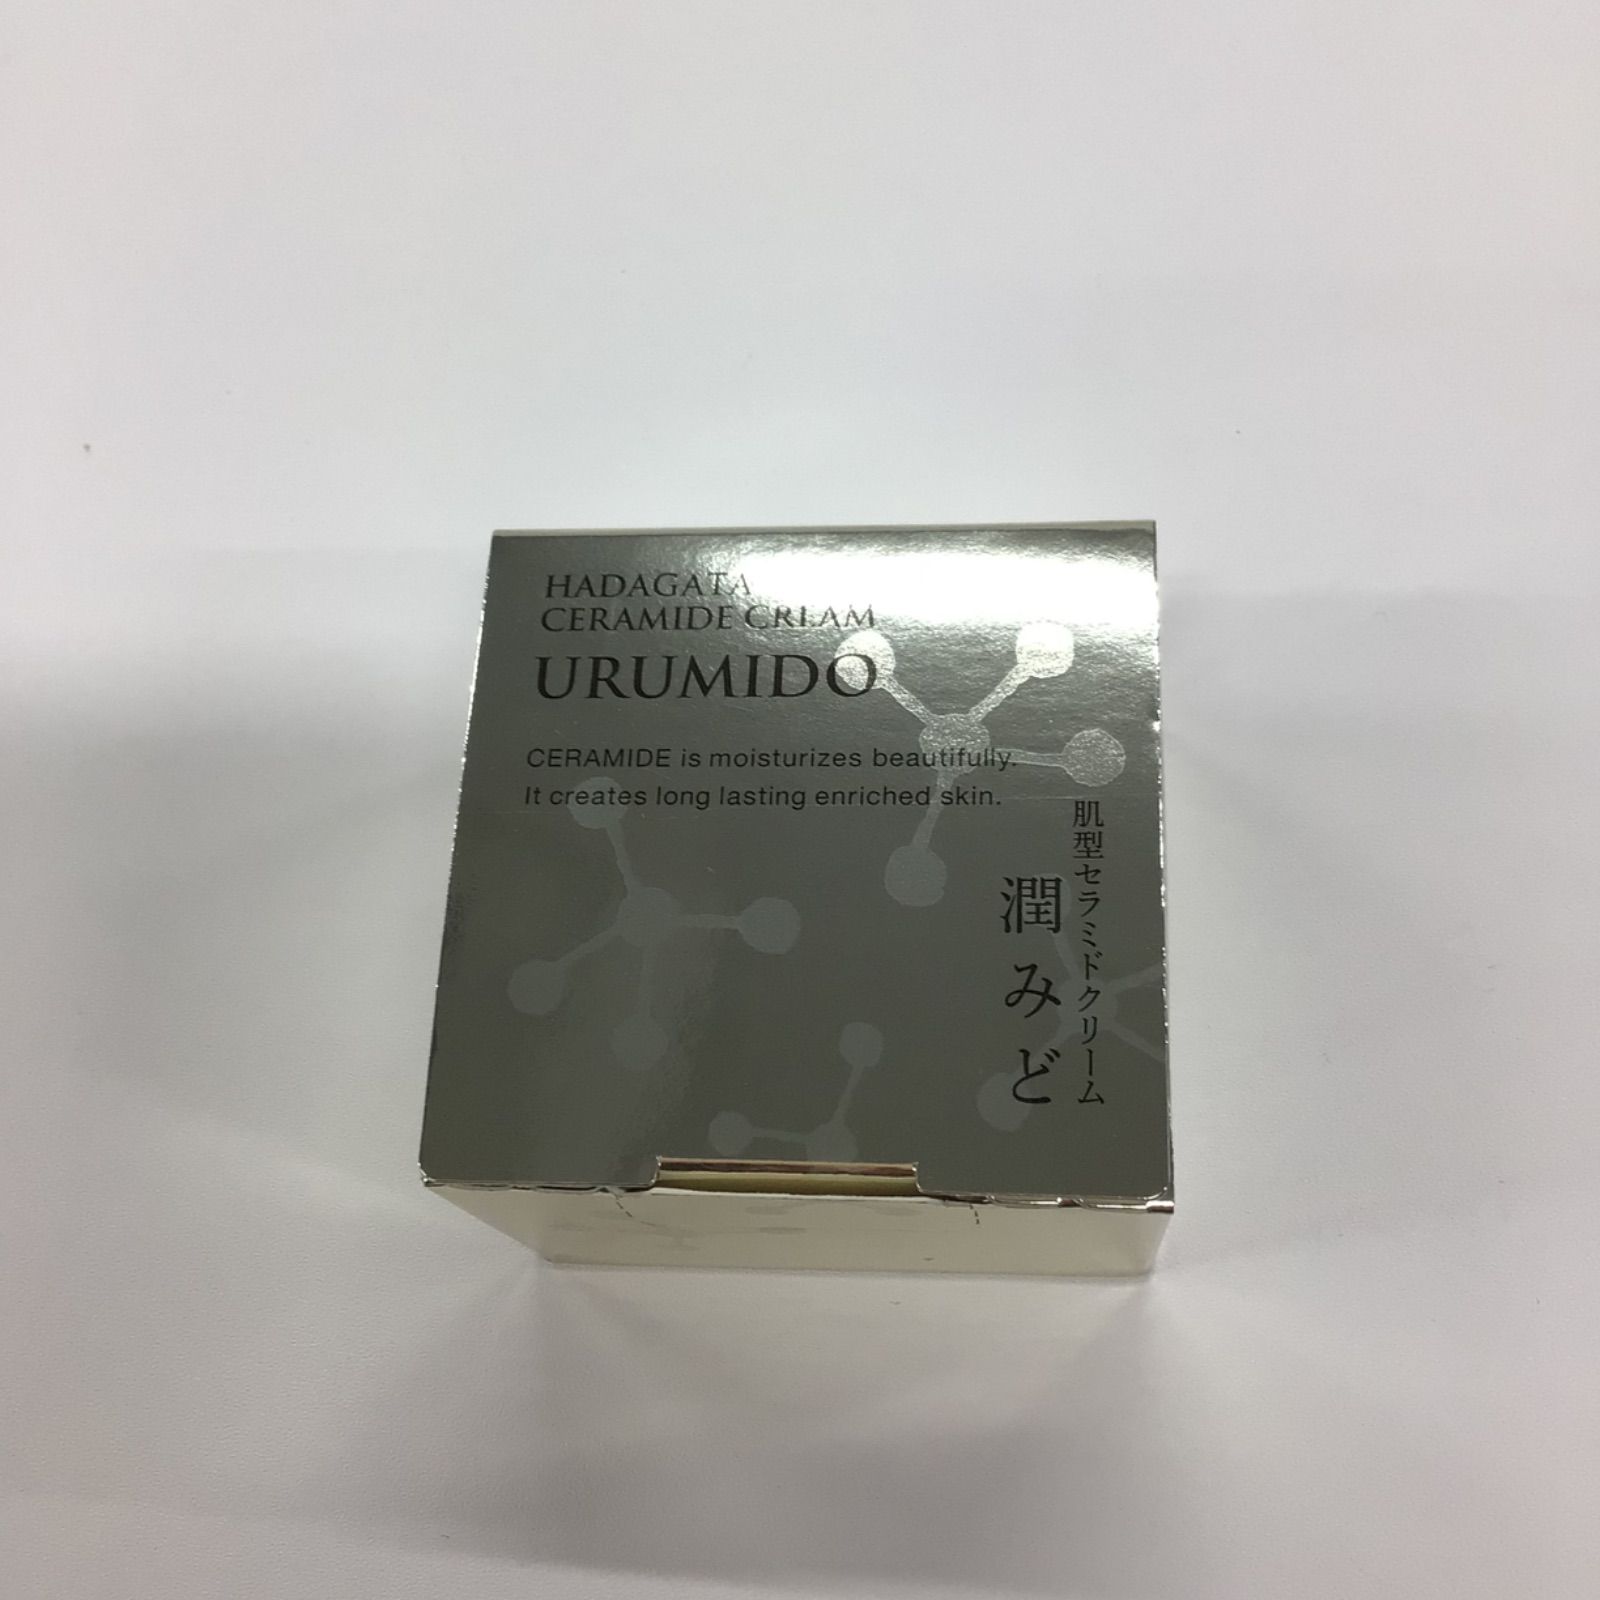 HADAGATA
CERAMIDE CREAM
URUMIDO
CERAMIDE is moisturizes beautifully.
It creates long lasting enriched skin.
肌型セラミドクリーム
潤みど